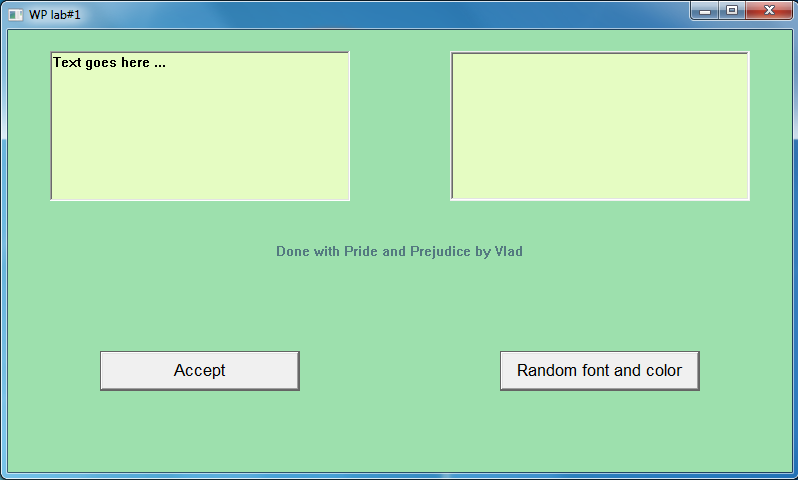 WP lab#1
Text goes here ...
Done with Pride and Prejudice by Vlad
Accept
Random font and color